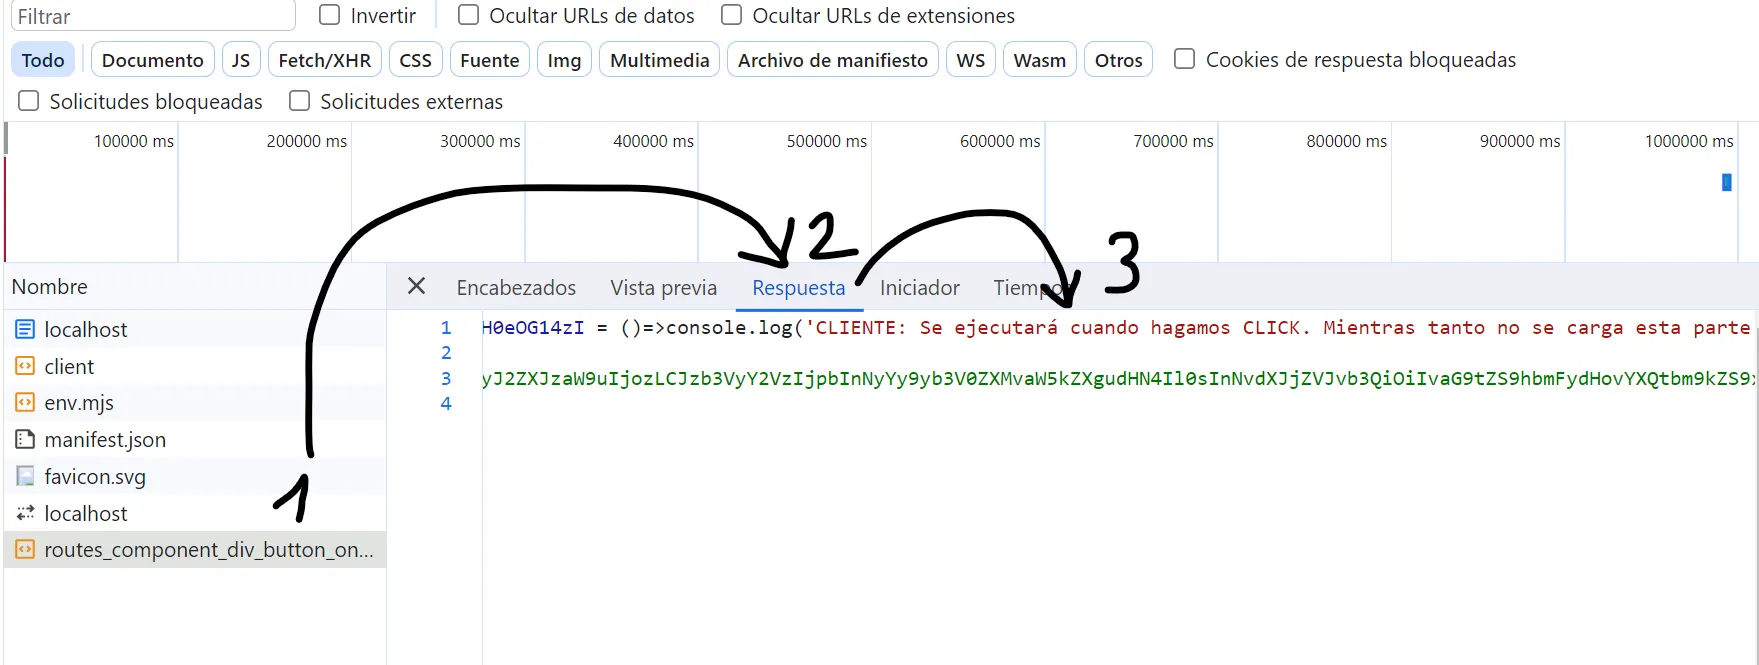 Filtrar Invertir Ocultar URLs de datos Ocultar URLs de extensiones
Todo Documento JS Fetch/XHR CSS Fuente Img Multimedia Archivo de manifiesto WS Wasm Otros Cookies de respuesta bloqueadas
Solicitudes bloqueadas Solicitudes externas
100000 ms 200000 ms 300000 ms 400000 ms 500000 ms 600000 ms 700000 ms 800000 ms 900000 ms 1000000 ms
2
3
Nombre
Encabezados Vista previa Respuesta Iniciador Tiempos
localhost
client
env.mjs
manifest.json
favicon.svg
localhost
routes_component_div_button_on...
1
1 H0eOG14zI = ()=>console.log('CLIENTE: Se ejecutará cuando hagamos CLICK. Mientras tanto no se carga esta parte
2
3 yJ2ZXJzaW9uIjozLCJzb3VyY2VzIjpbInNyYy9yb3V0ZXMvaW5kZXgudHN4Il0sInNvdXJjZVJvb3QiOiIvaG9tZS9hbmFydHovYXQtbm9kZS9x
4